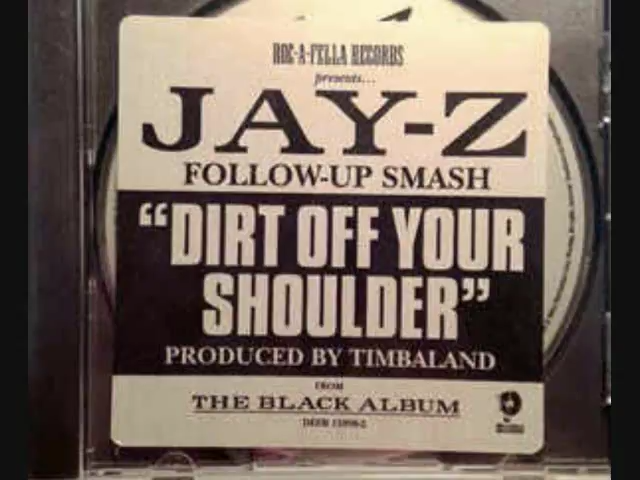 ROC-A-FELLA RECORDS
presents...
JAY-Z
FOLLOW-UP SMASH
"DIRT OFF YOUR
SHOULDER"
PRODUCED BY TIMBALAND
FROM
THE BLACK ALBUM